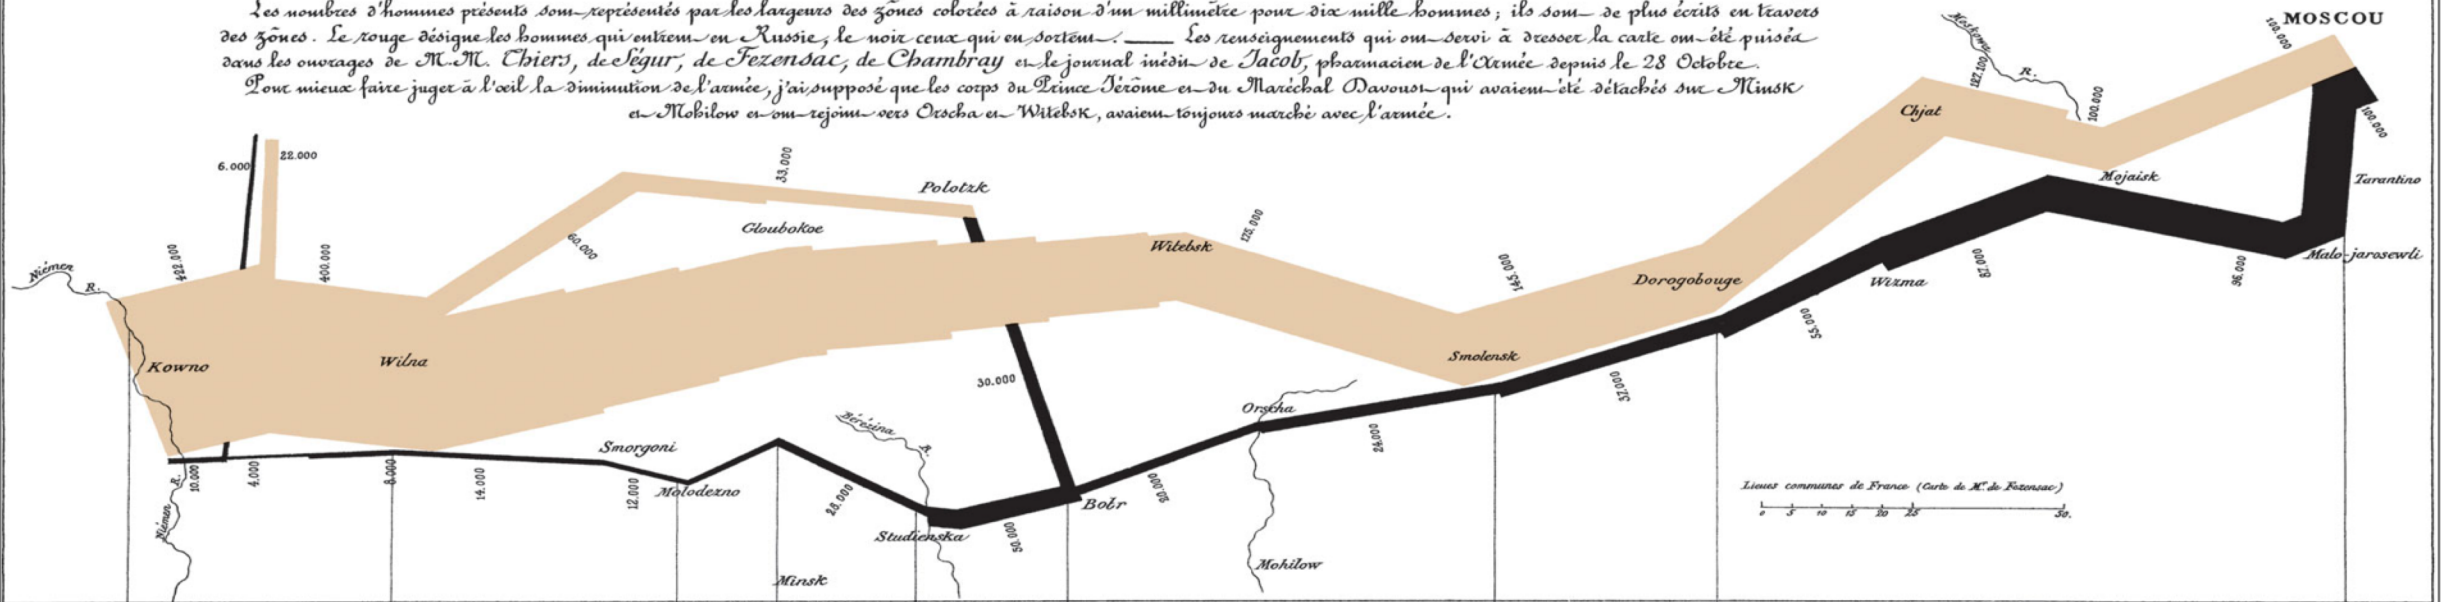 Les nombres d'hommes présents sont représentés par les largeurs des zônes colorées à raison d'un millimètre pour dix mille hommes; ils sont de plus écrits en travers
des zônes. Le rouge désigne les hommes qui entrent en Russie, le noir ceux qui en sortent. — Les renseignements qui ont servi à dresser la carte ont été puisés
dans les ouvrages de M.M. Chiers, de Ségur, de Fezensac, de Chambray et le journal inédit de Jacob, pharmacien de l'Armée depuis le 28 Octobre.
Pour mieux faire juger à l'œil la diminution de l'armée, j'ai supposé que les corps du Prince Jérôme et du Maréchal Davoust qui avaient été détachés sur Minsk
et Mohilow et ont rejoint vers Orscha et Witebsk, avaient toujours marché avec l'armée.
MOSCOU
100.000
Moskowa
R.
127.100
100.000
Chjat
100.000
Mojaisk
Tarantino
6.000
22.000
33.000
Polotzk
Gloubokoe
60.000
422.000
400.000
Niémen
R.
Witebsk
175.000
145.000
Dorogobouge
Wizma
82.000
96.000
Malo-jarosewli
55.000
Kowno
Wilna
30.000
Smolensk
37.000
Orscha
24.000
Bérézina
R.
Smorgoni
10.000
R.
Niémen
4.000
8.000
14.000
12.000
Molodezno
28.000
Studienska
50.000
Bobr
20.000
Minsk
Mohilow
Lieues communes de France (Carte de Mr. de Fezensac)
0 5 10 15 20 25 50.